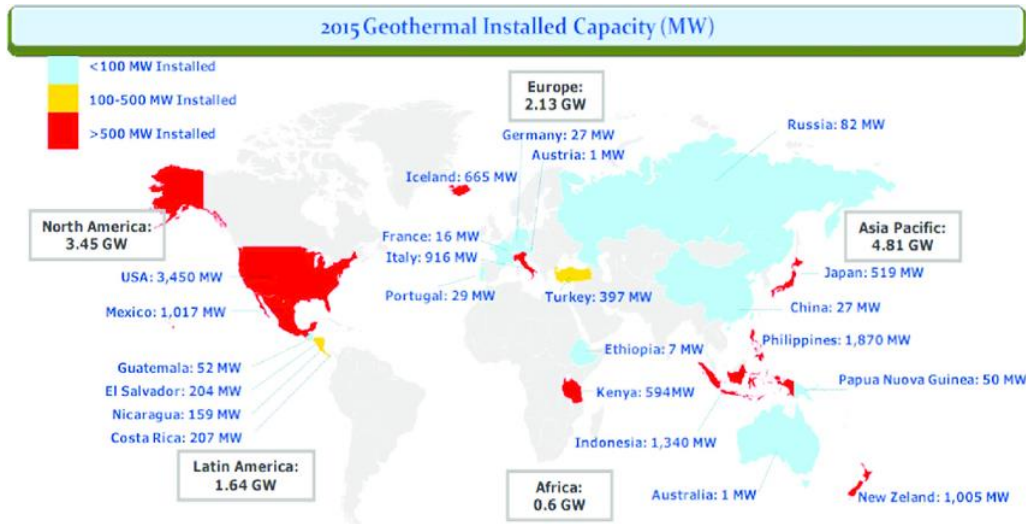 2015 Geothermal Installed Capacity (MW)
<100 MW Installed
100-500 MW Installed
>500 MW Installed
Europe:
2.13 GW
Germany: 27 MW
Austria: 1 MW
Russia: 82 MW
Iceland: 665 MW
North America:
3.45 GW
France: 16 MW
Italy: 916 MW
Asia Pacific:
4.81 GW
USA: 3,450 MW
Portugal: 29 MW
Turkey: 397 MW
Japan: 519 MW
Mexico: 1,017 MW
China: 27 MW
Philippines: 1,870 MW
Guatemala: 52 MW
Ethiopia: 7 MW
El Salvador: 204 MW
Kenya: 594MW
Papua Nuova Guinea: 50 MW
Nicaragua: 159 MW
Costa Rica: 207 MW
Indonesia: 1,340 MW
Latin America:
1.64 GW
Africa:
0.6 GW
Australia: 1 MW
New Zeland: 1,005 MW